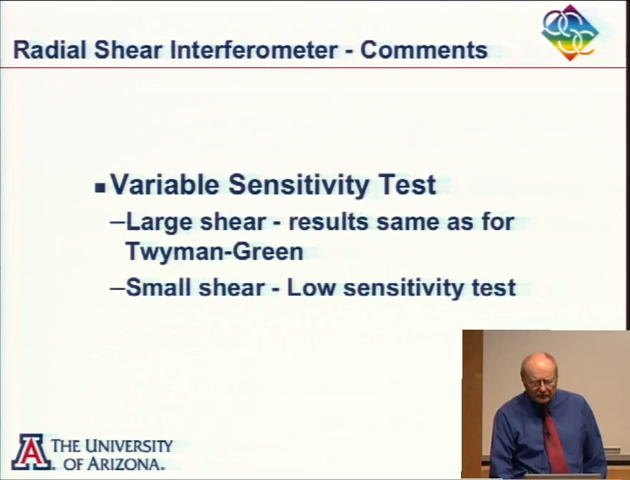 Radial Shear Interferometer - Comments
OSC
■ Variable Sensitivity Test
–Large shear - results same as for
Twyman-Green
–Small shear - Low sensitivity test
A THE UNIVERSITY
OF ARIZONA.